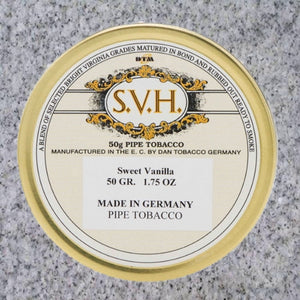 A BLEND OF SELECTED BRIGHT VIRGINIA GRADES MATURED IN BOND AND RUBBED OUT READY TO SMOKE
DTM
S.V.H.
50g PIPE TOBACCO
MANUFACTURED IN THE E. C. BY DAN TOBACCO GERMANY
Sweet Vanilla
50 GR. 1.75 OZ
MADE IN GERMANY
PIPE TOBACCO